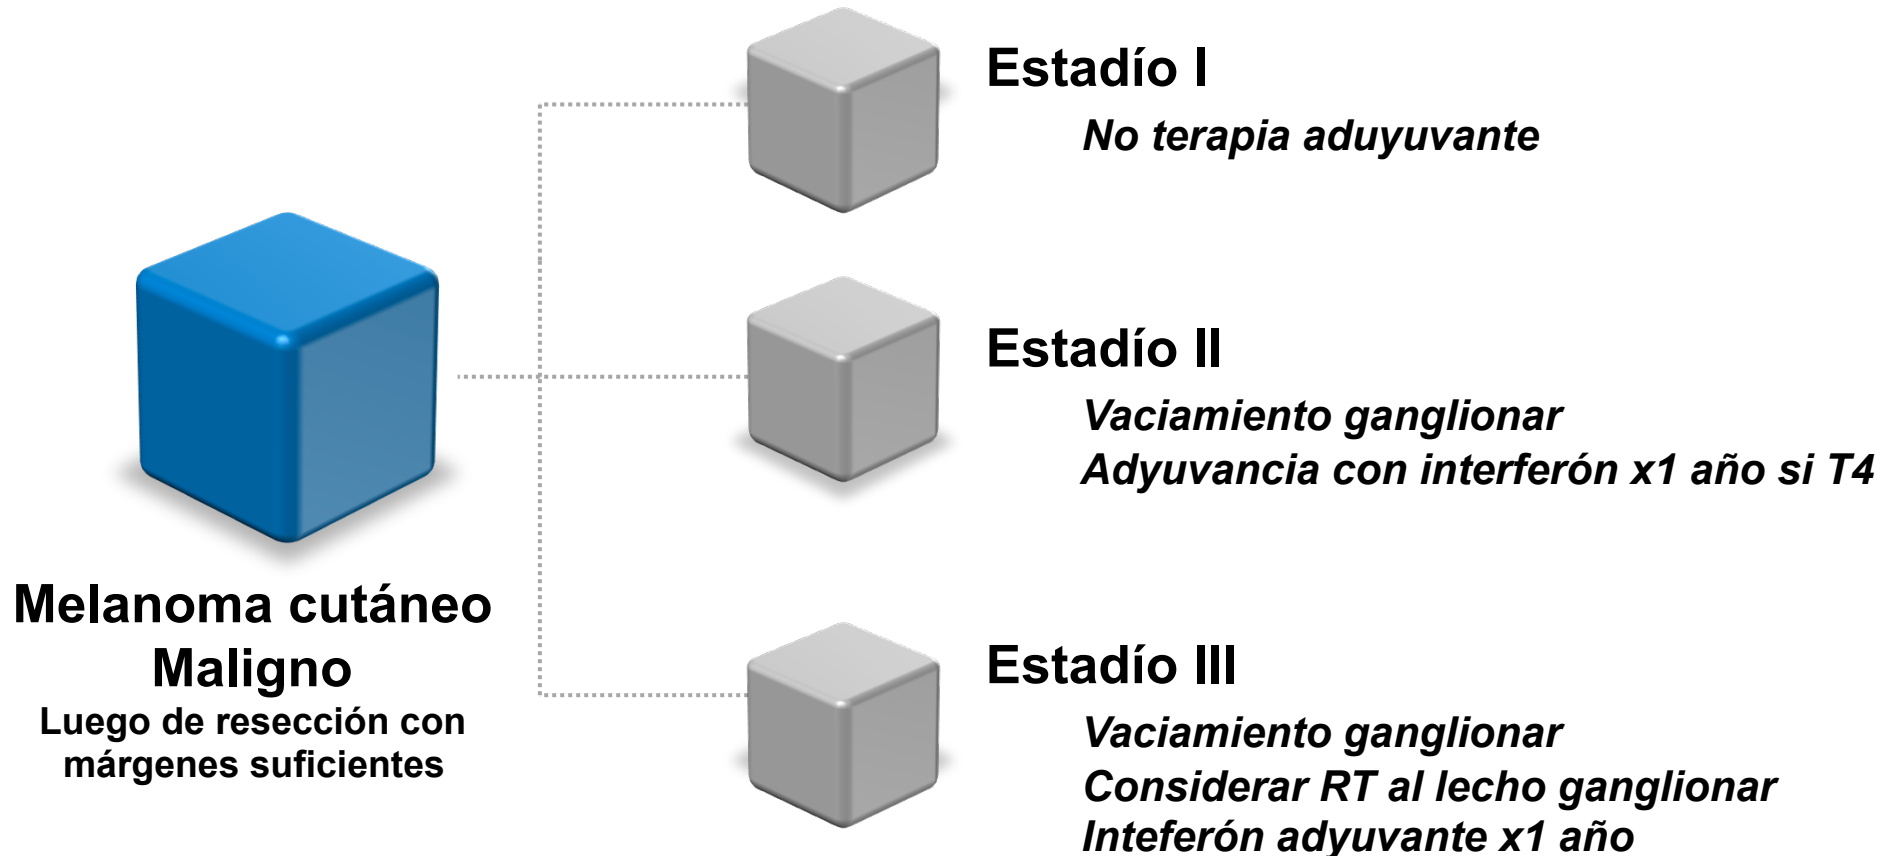 Estadío I
No terapia aduyuvante
Estadío II
Vaciamiento ganglionar
Adyuvancia con interferón x1 año si T4
Melanoma cutáneo
Maligno
Luego de resección con
márgenes suficientes
Estadío III
Vaciamiento ganglionar
Considerar RT al lecho ganglionar
Inteferón adyuvante x1 año